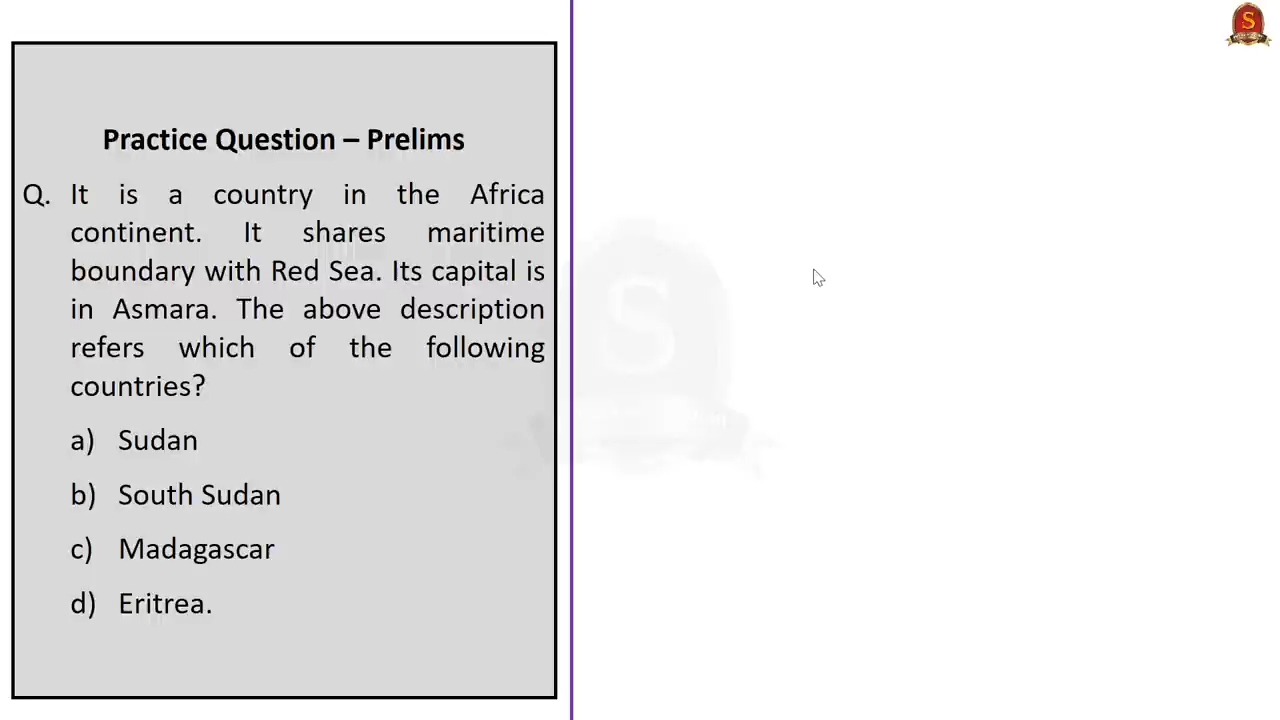 S
Practice Question – Prelims
Q. It is a country in the Africa
continent. It shares maritime
boundary with Red Sea. Its capital is
in Asmara. The above description
refers which of the following
countries?
a) Sudan
b) South Sudan
c) Madagascar
d) Eritrea.
S